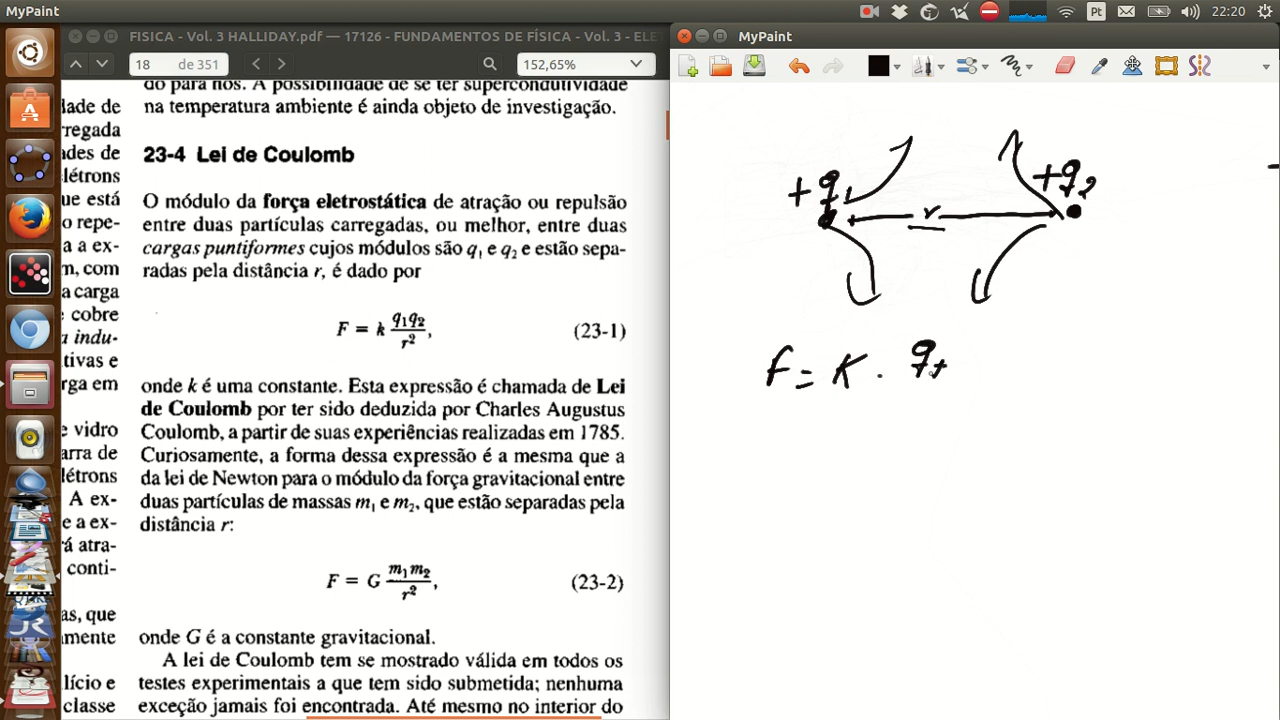 MyPaint
Pt
22:20
FISICA - Vol. 3 HALLIDAY.pdf — 17126 - FUNDAMENTOS DE FÍSICA - Vol. 3 - ELE
MyPaint
18 de 351
152,65%
do para nós. A possibilidade de se ter supercondutividade
na temperatura ambiente é ainda objeto de investigação.
23-4 Lei de Coulomb
O módulo da força eletrostática de atração ou repulsão
entre duas partículas carregadas, ou melhor, entre duas
cargas puntiformes cujos módulos são q₁ e q₂ e estão sepa-
radas pela distância r, é dado por
F = k q₁q₂ / r², (23-1)
onde k é uma constante. Esta expressão é chamada de Lei
de Coulomb por ter sido deduzida por Charles Augustus
Coulomb, a partir de suas experiências realizadas em 1785.
Curiosamente, a forma dessa expressão é a mesma que a
da lei de Newton para o módulo da força gravitacional entre
duas partículas de massas m₁ e m₂, que estão separadas pela
distância r:
F = G m₁m₂ / r², (23-2)
onde G é a constante gravitacional.
A lei de Coulomb tem se mostrado válida em todos os
testes experimentais a que tem sido submetida; nenhuma
exceção jamais foi encontrada. Até mesmo no interior do
dade de
rregada
ades de
létrons
ue está
o repe-
a a ex-
m, com
a carga
cobre
a indu-
tivas e
rga em
e vidro
arra de
létrons
A ex-
e a ex-
rá atra-
conti-
as, que
mente
lício e
classe
+q₁
r
+q₂
F = K . q₁